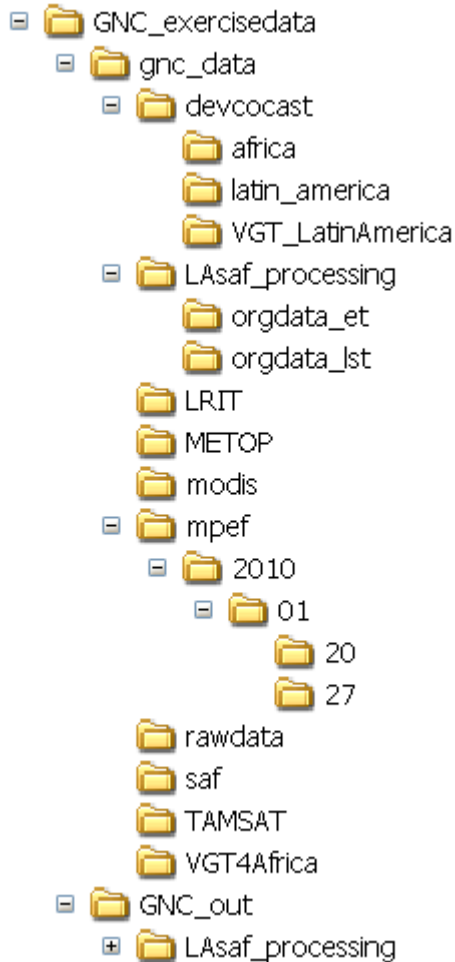 GNC_exercisedata
gnc_data
devcocast
africa
latin_america
VGT_LatinAmerica
LAsaf_processing
orgdata_et
orgdata_lst
LRIT
METOP
modis
mpef
2010
01
20
27
rawdata
saf
TAMSAT
VGT4Africa
GNC_out
LAsaf_processing